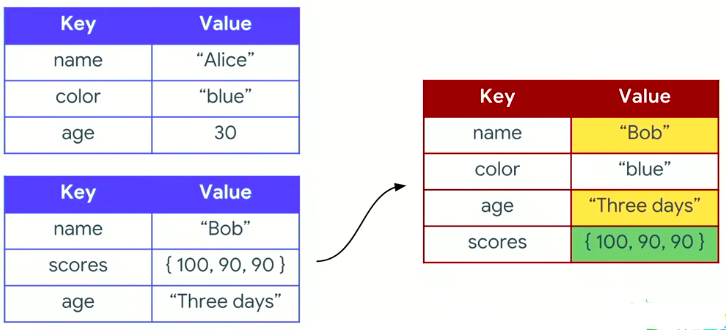 Key Value
name “Alice”
color “blue”
age 30
Key Value
name “Bob”
scores { 100, 90, 90 }
age “Three days”
Key Value
name “Bob”
color “blue”
age “Three days”
scores { 100, 90, 90 }